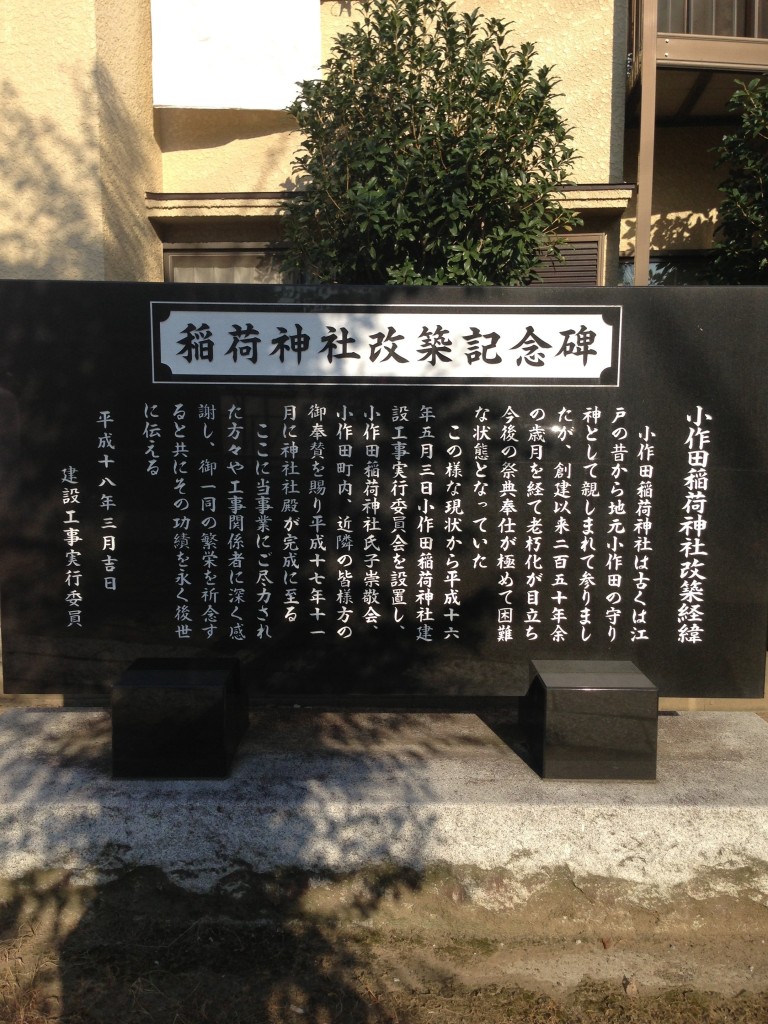 稲荷神社改築記念碑
小作田稲荷神社改築経緯
小作田稲荷神社は古くは江
戸の昔から地元小作田の守り
神として親しまれて参りまし
たが、創建以来二百五十年余
の歳月を経て老朽化が目立ち
今後の祭典奉仕が極めて困難
な状態となっていた
この様な現状から平成十六
年五月三日小作田稲荷神社建
設工事実行委員会を設置し、
小作田稲荷神社氏子崇敬会、
小作田町内、近隣の皆様方の
御奉賛を賜り平成十七年十一
月に神社社殿が完成に至る
ここに当事業にご尽力され
た方々や工事関係者に深く感
謝し、御一同の繁栄を祈念す
ると共にその功績を永く後世
に伝える
平成十八年三月吉日
建設工事実行委員